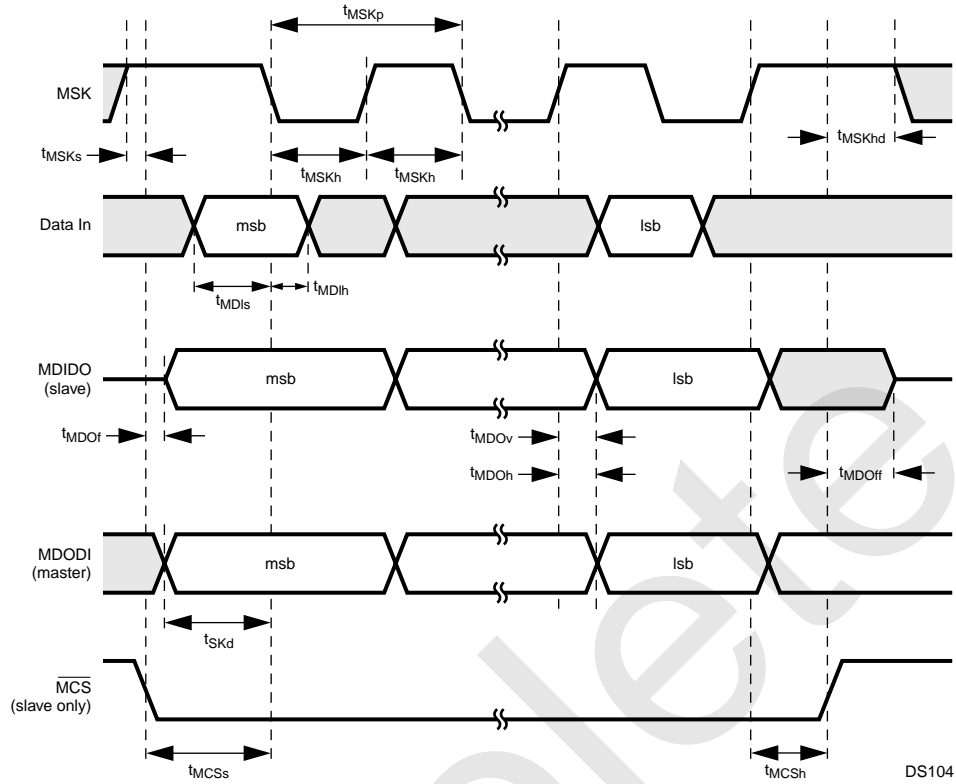 tMSKp
MSK
tMSKs
tMSKh
tMSKh
tMSKhd
Data In
msb
lsb
tMDIs
tMDIh
MDIDO
(slave)
msb
lsb
tMDOf
tMDOv
tMDOh
tMDOff
MDODI
(master)
msb
lsb
tSKd
MCS
(slave only)
tMCSs
tMCSh
DS104
olete